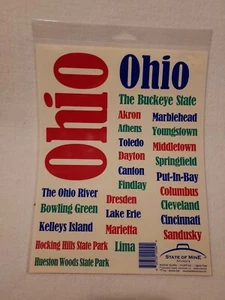 Ohio
Ohio
The Buckeye State
Akron
Marblehead
Athens
Youngstown
Toledo
Middletown
Dayton
Springfield
Canton
Put-In-Bay
Findlay
Columbus
The Ohio River
Dresden
Cleveland
Bowling Green
Lake Erie
Cincinnati
Kelleys Island
Marietta
Sandusky
Hocking Hills State Park
Lima
Hueston Woods State Park
STATE OF MINE